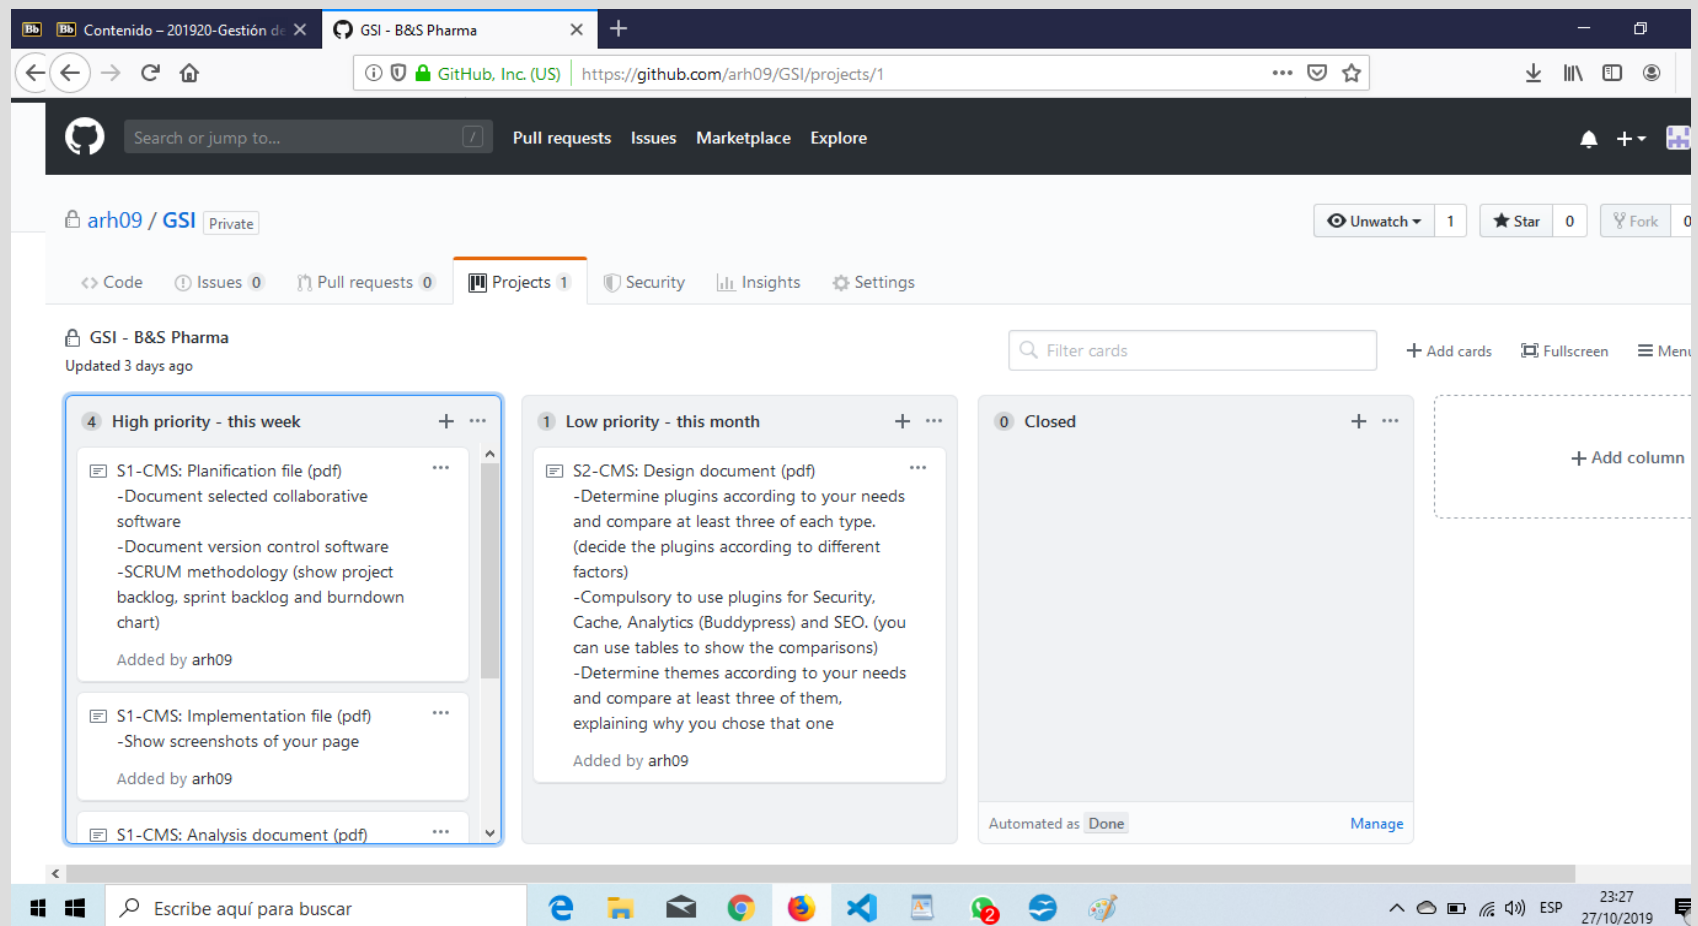 Bb Bb Contenido – 201920-Gestión de
GSI - B&S Pharma
GitHub, Inc. (US) https://github.com/arh09/GSI/projects/1
Search or jump to... /
Pull requests Issues Marketplace Explore
arh09 / GSI Private
Unwatch 1 Star 0 Fork 0
Code Issues 0 Pull requests 0 Projects 1 Security Insights Settings
GSI - B&S Pharma
Updated 3 days ago
Filter cards
Add cards Fullscreen Menu
4 High priority - this week
S1-CMS: Planification file (pdf)
-Document selected collaborative
software
-Document version control software
-SCRUM methodology (show project
backlog, sprint backlog and burndown
chart)
Added by arh09
S1-CMS: Implementation file (pdf)
-Show screenshots of your page
Added by arh09
S1-CMS: Analysis document (pdf)
1 Low priority - this month
S2-CMS: Design document (pdf)
-Determine plugins according to your needs
and compare at least three of each type.
(decide the plugins according to different
factors)
-Compulsory to use plugins for Security,
Cache, Analytics (Buddypress) and SEO. (you
can use tables to show the comparisons)
-Determine themes according to your needs
and compare at least three of them,
explaining why you chose that one
Added by arh09
0 Closed
Automated as Done Manage
Add column
Escribe aquí para buscar
2
ESP
23:27
27/10/2019